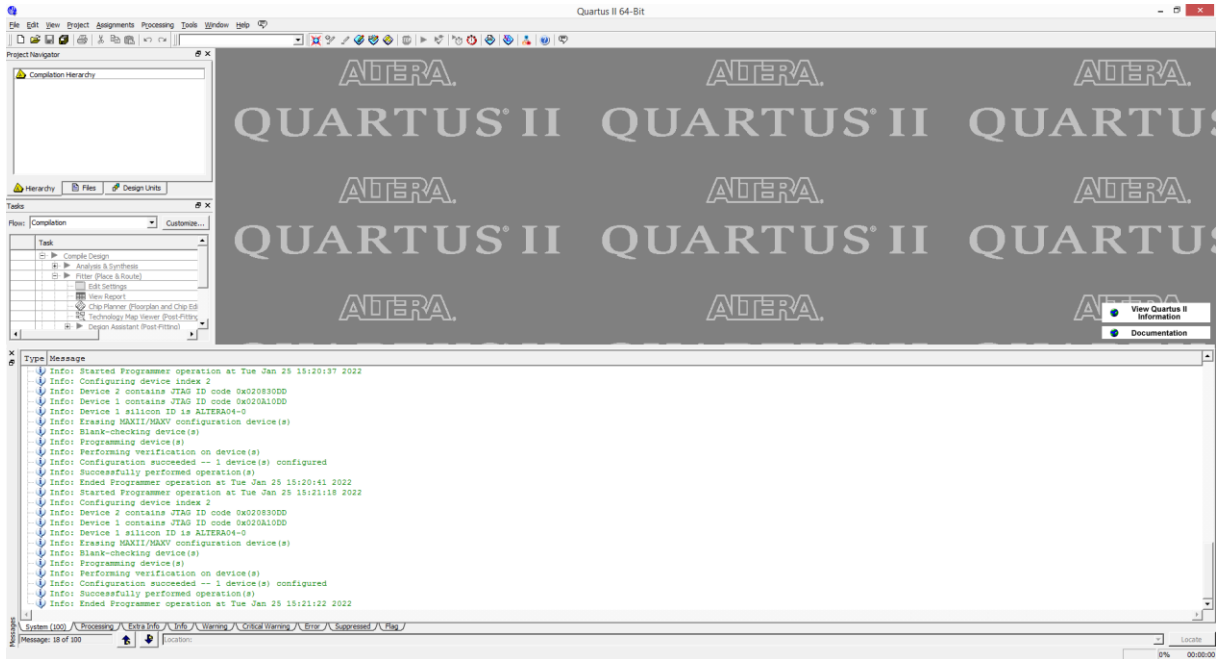 Quartus II 64-Bit
File Edit View Project Assignments Processing Tools Window Help
Project Navigator
Compilation Hierarchy
Hierarchy Files Design Units
Tasks
Flow: Compilation Customize...
Task
Compile Design
Analysis & Synthesis
Fitter (Place & Route)
Edit Settings
View Report
Chip Planner (Floorplan and Chip Edi
Technology Map Viewer (Post-Fitting
Design Assistant (Post-Fitting)
ALTERA. ALTERA. ALTERA.
QUARTUS® II QUARTUS® II QUARTUS
ALTERA. ALTERA. ALTERA.
QUARTUS® II QUARTUS® II QUARTUS
ALTERA. ALTERA.
View Quartus II
Information
Documentation
Type Message
Info: Started Programmer operation at Tue Jan 25 15:20:37 2022
Info: Configuring device index 2
Info: Device 2 contains JTAG ID code 0x020830DD
Info: Device 1 contains JTAG ID code 0x020A10DD
Info: Device 1 silicon ID is ALTERA04-0
Info: Erasing MAXII/MAXV configuration device(s)
Info: Blank-checking device(s)
Info: Programming device(s)
Info: Performing verification on device(s)
Info: Configuration succeeded -- 1 device(s) configured
Info: Successfully performed operation(s)
Info: Ended Programmer operation at Tue Jan 25 15:20:41 2022
Info: Started Programmer operation at Tue Jan 25 15:21:18 2022
Info: Configuring device index 2
Info: Device 2 contains JTAG ID code 0x020830DD
Info: Device 1 contains JTAG ID code 0x020A10DD
Info: Device 1 silicon ID is ALTERA04-0
Info: Erasing MAXII/MAXV configuration device(s)
Info: Blank-checking device(s)
Info: Programming device(s)
Info: Performing verification on device(s)
Info: Configuration succeeded -- 1 device(s) configured
Info: Successfully performed operation(s)
Info: Ended Programmer operation at Tue Jan 25 15:21:22 2022
Messages
System (100) Processing Extra Info Info Warning Critical Warning Error Suppressed Flag
Message: 18 of 100 Location: Locate
0% 00:00:00